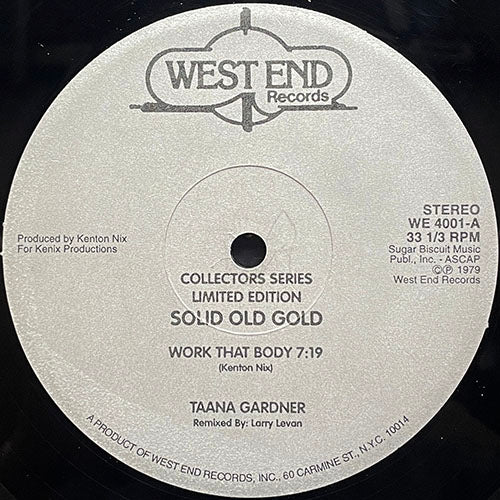 WEST END
Records
STEREO
WE 4001-A
33 1/3 RPM
Sugar Biscuit Music
Publ., Inc. - ASCAP
ⒸⓅ 1979
West End Records
Produced by Kenton Nix
For Kenix Productions
COLLECTORS SERIES
LIMITED EDITION
SOLID OLD GOLD
WORK THAT BODY 7:19
(Kenton Nix)
TAANA GARDNER
Remixed By: Larry Levan
A PRODUCT OF WEST END RECORDS, INC., 60 CARMINE ST., N.Y.C. 10014